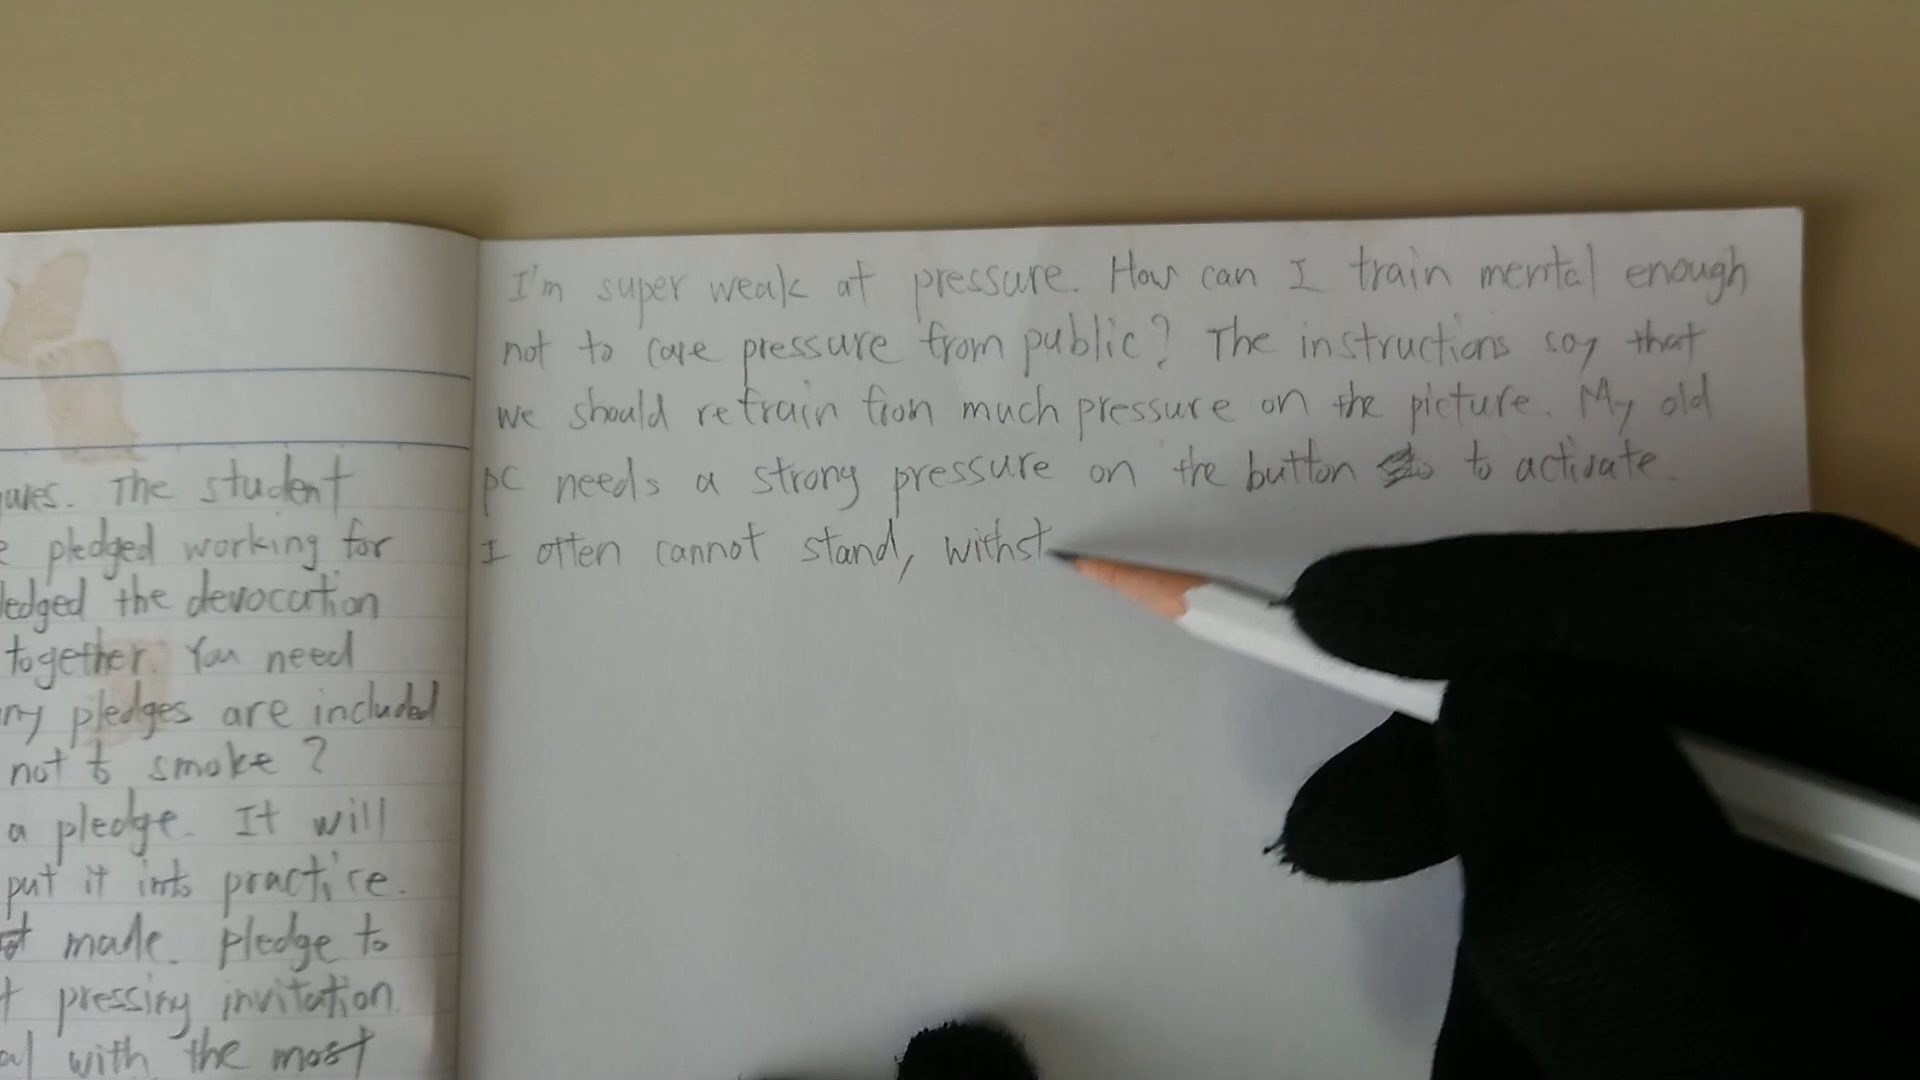 I'm super weak at pressure. How can I train mental enough
not to care pressure from public? The instructions say that
we should refrain from much pressure on the picture. My old
pc needs a strong pressure on the button to activate.
I often cannot stand, withst
The student
pledged working for
the devocation
together. You need
my pledges are included
not to smoke?
a pledge. It will
put it into practice.
made. pledge to
pressing invitation.
with the most